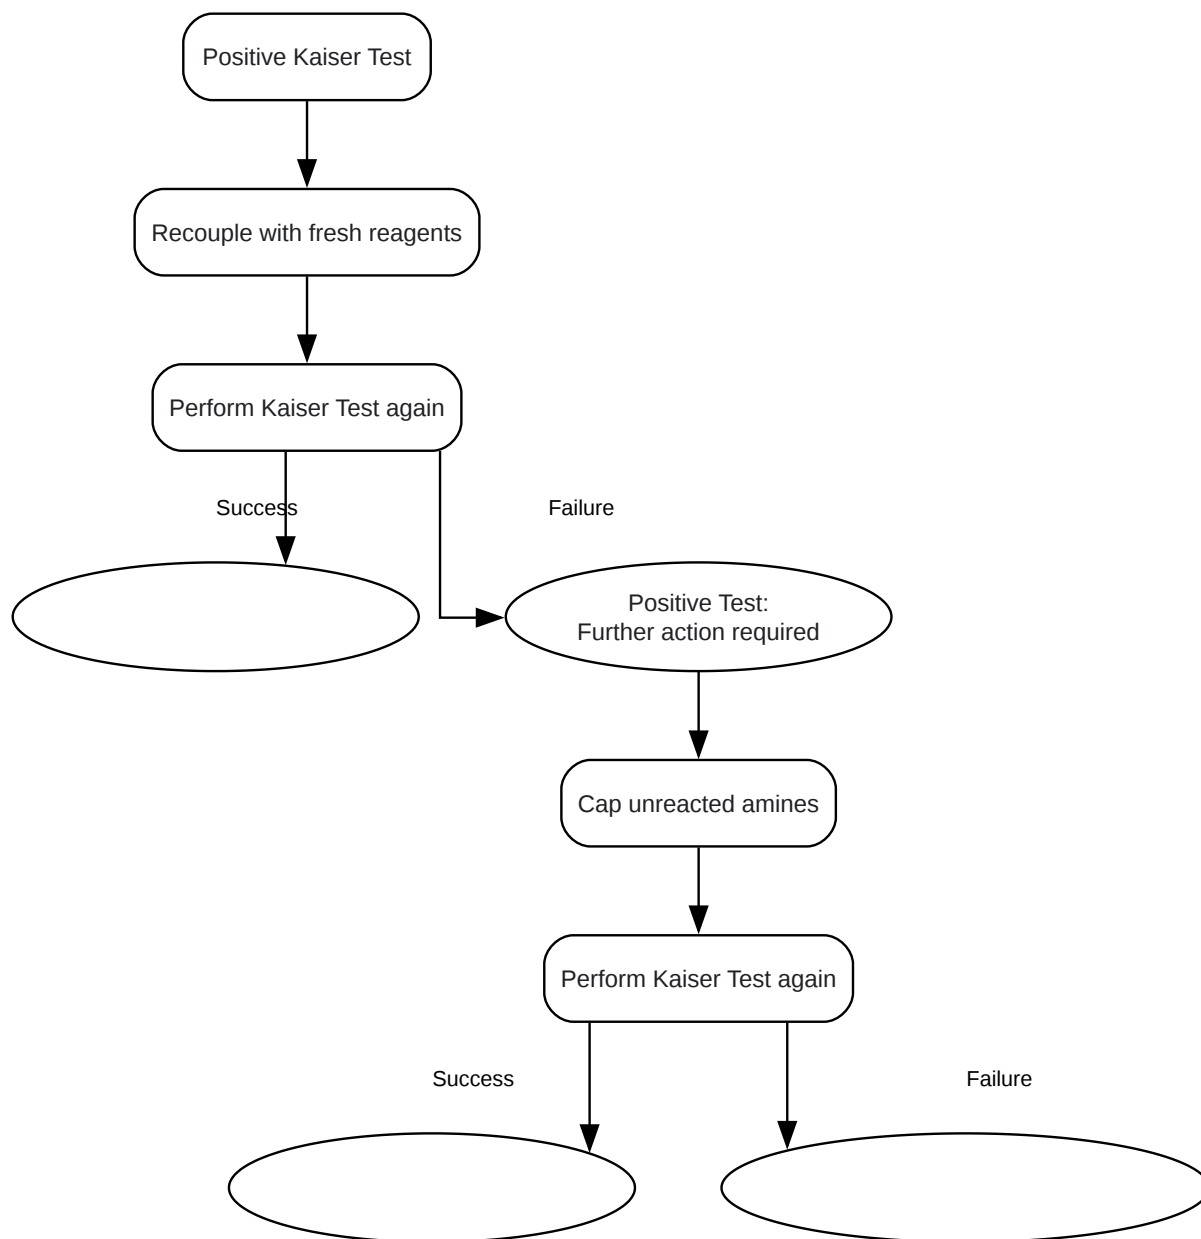 Positive Kaiser Test
Recouple with fresh reagents
Perform Kaiser Test again
Success
Failure
Positive Test:
Further action required
Cap unreacted amines
Perform Kaiser Test again
Success
Failure